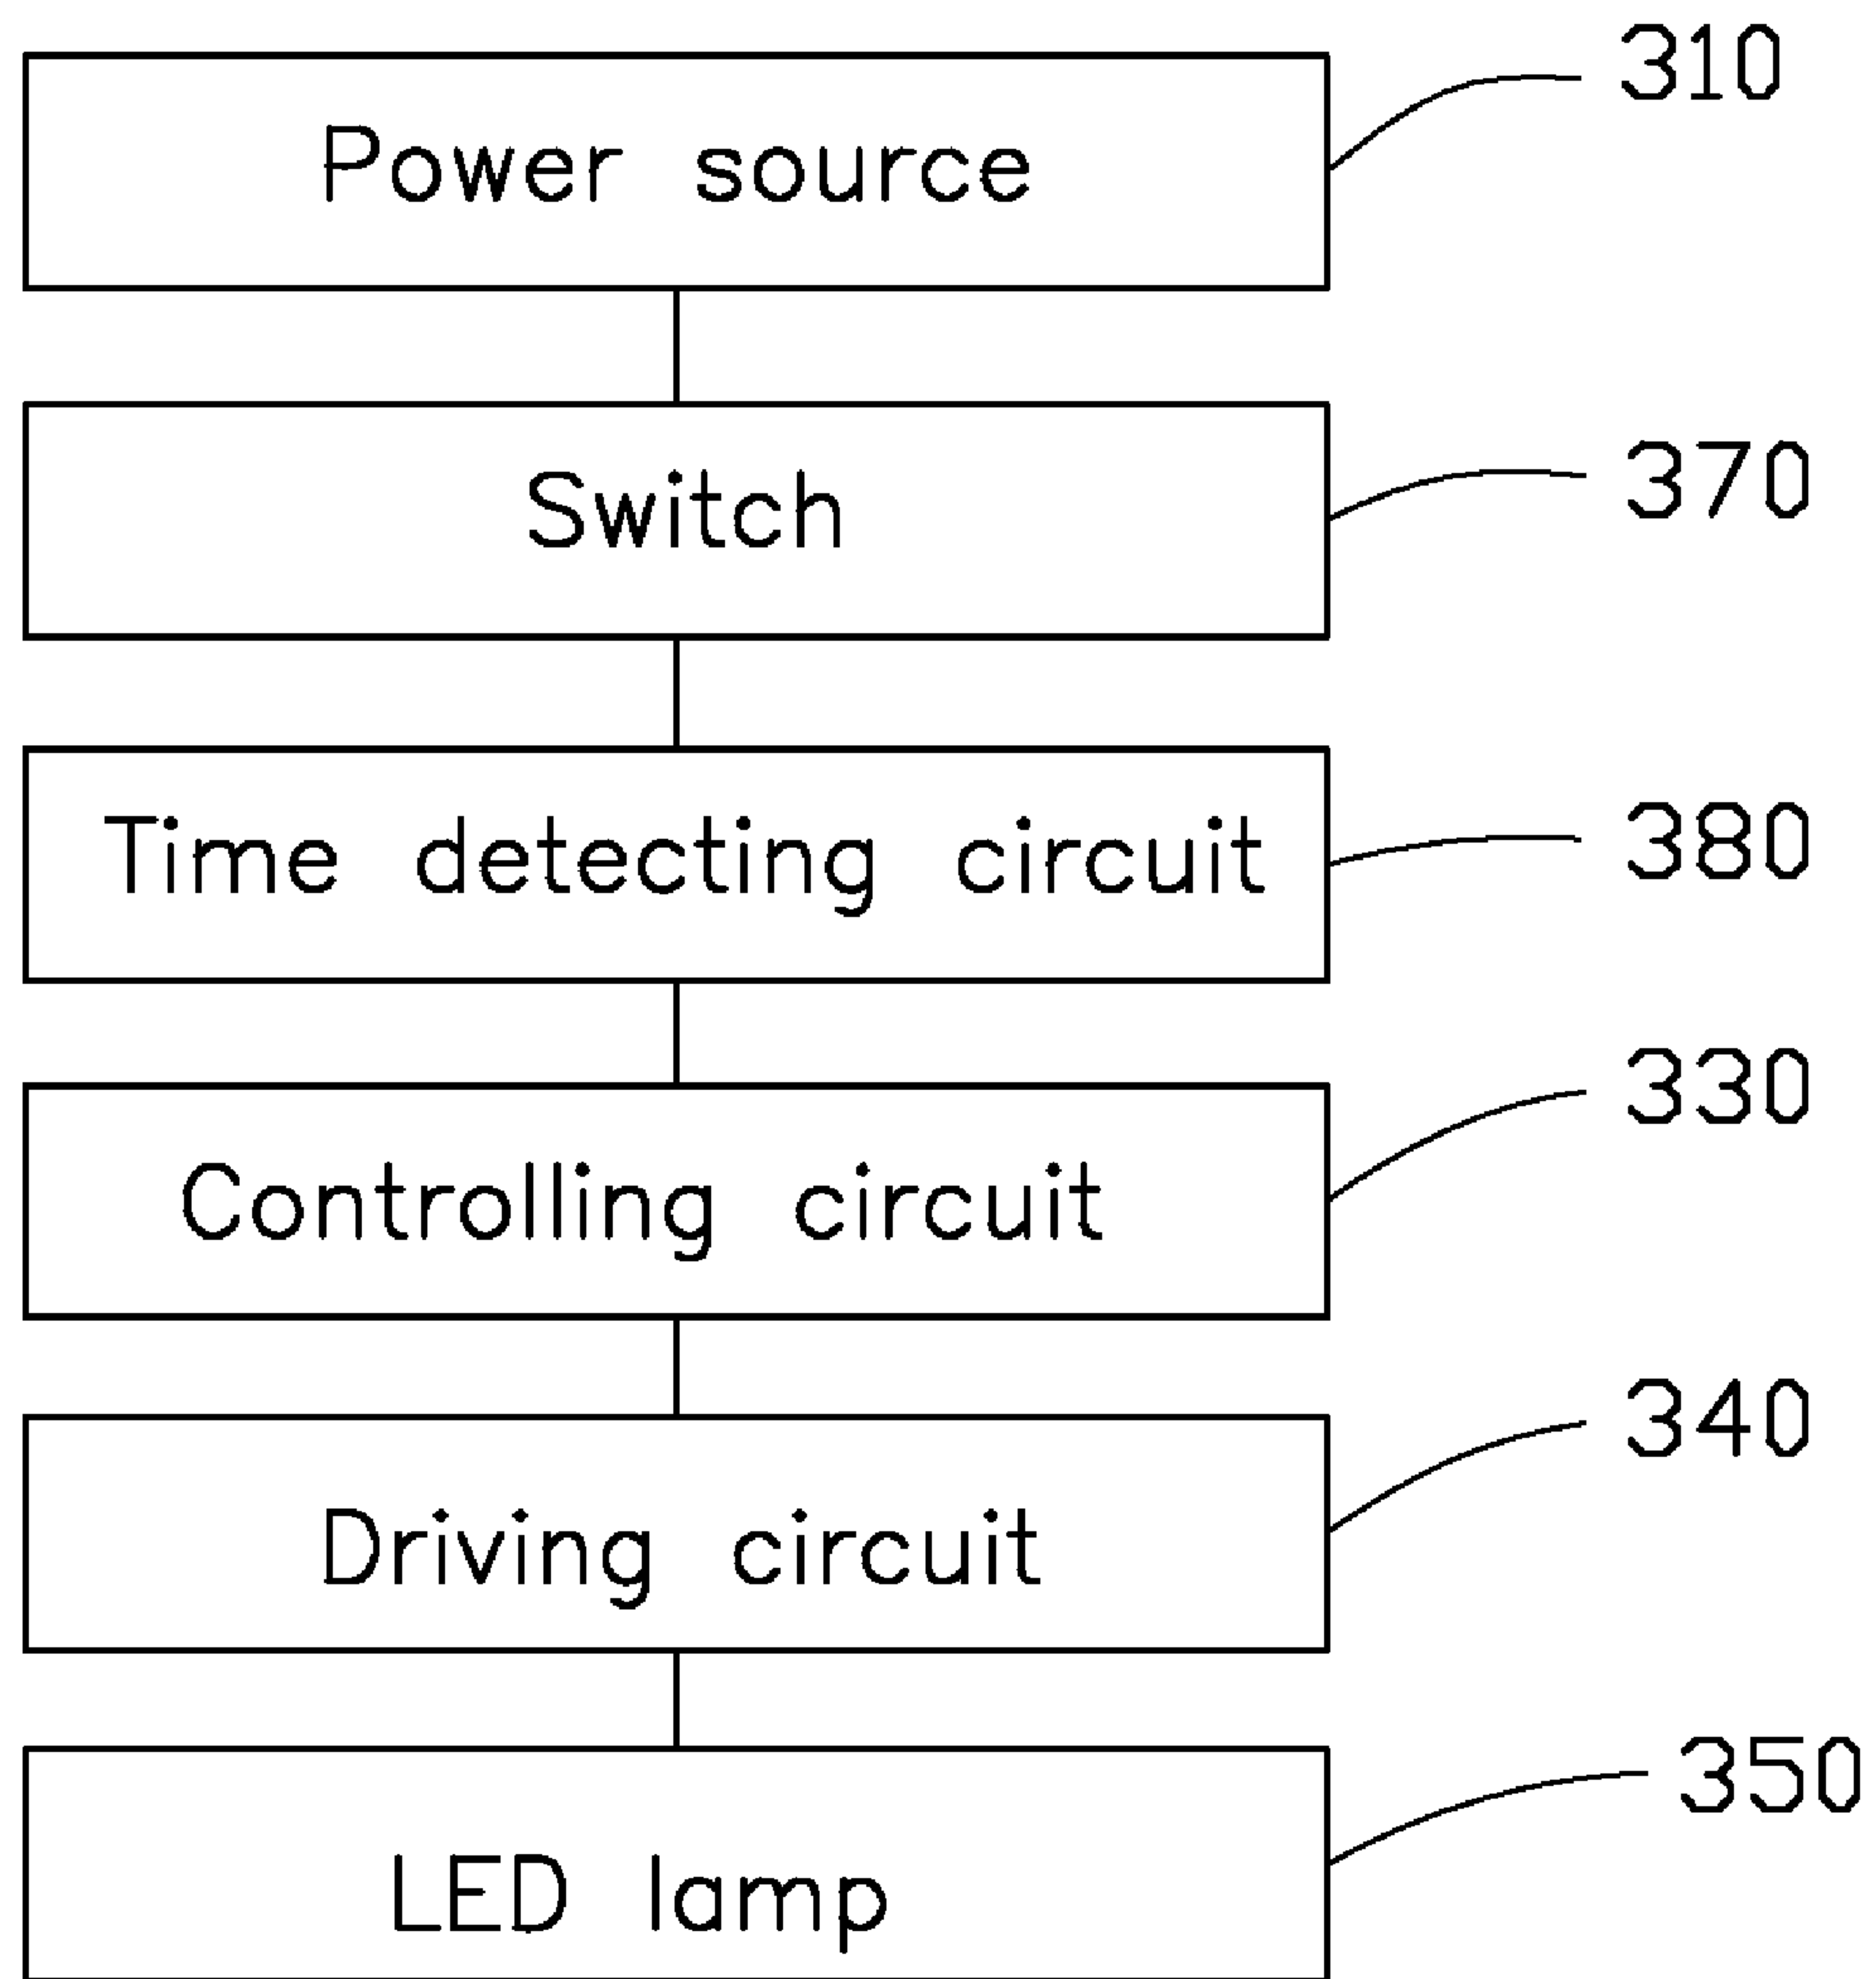 310
Power source
370
Switch
380
Time detecting circuit
330
Controlling circuit
340
Driving circuit
350
LED lamp